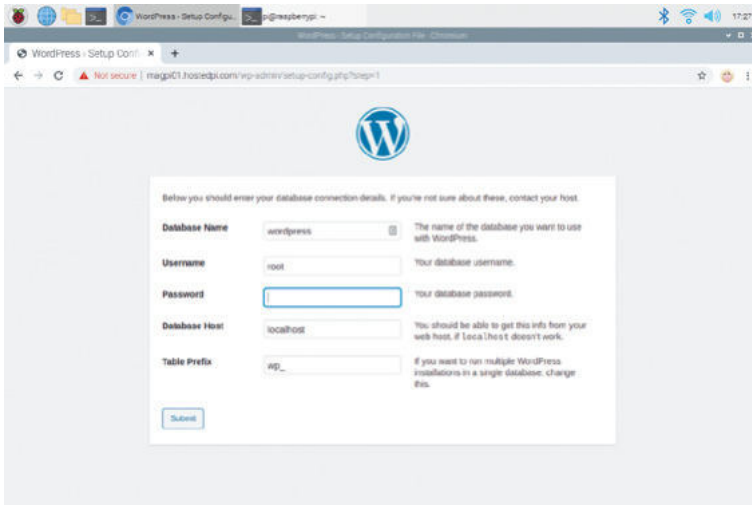 WordPress - Setup Configu..
pi@raspberrypi: ~
17:27
WordPress › Setup Configuration File - Chromium
WordPress › Setup Conf
Not secure | magpi01.hostedpi.com/wp-admin/setup-config.php?step=1
Below you should enter your database connection details. If you're not sure about these, contact your host.
Database Name
wordpress
The name of the database you want to use
with WordPress.
Username
root
Your database username.
Password
Your database password.
Database Host
localhost
You should be able to get this info from your
web host, if localhost doesn't work.
Table Prefix
wp_
If you want to run multiple WordPress
installations in a single database, change
this.
Submit